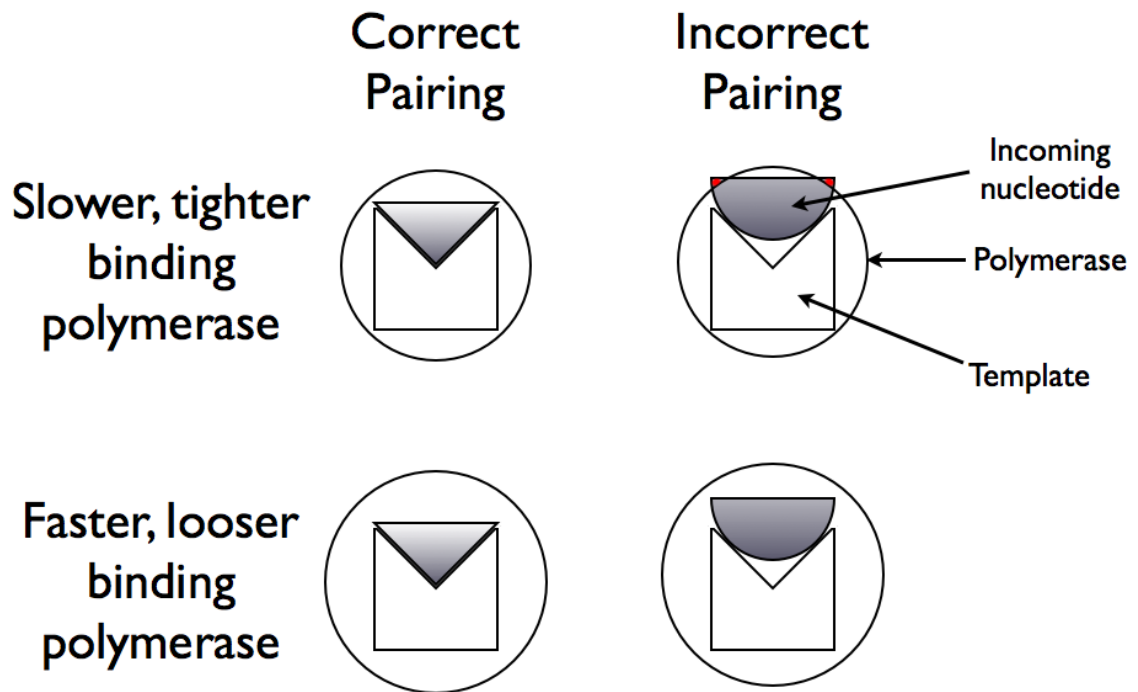 Correct
Pairing
Incorrect
Pairing
Slower, tighter
binding
polymerase
Incoming
nucleotide
Polymerase
Template
Faster, looser
binding
polymerase